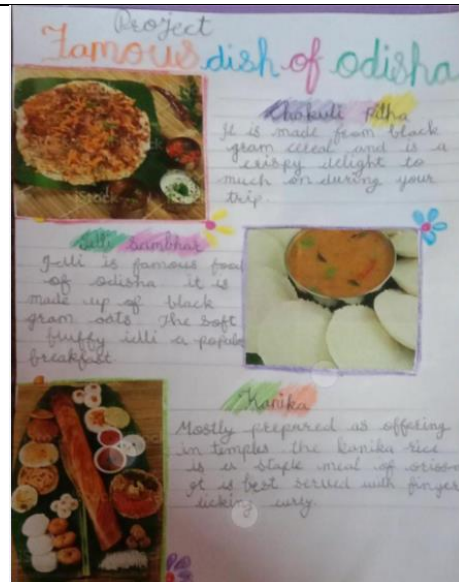 Project
Famous dish of odisha
Chakuli Pitha
It is made from black
gram cereal and is a
crispy delight to
much on during your
trip.
iStock
Idli Sambhar
Idli is famous food
of odisha it is
made up of black
gram oats The soft
fluffy idli a popular
breakfast
Kanika
Mostly prepared as offering
in temples the kanika rice
is a staple meal of orissa
It is best served with finger
licking curry.